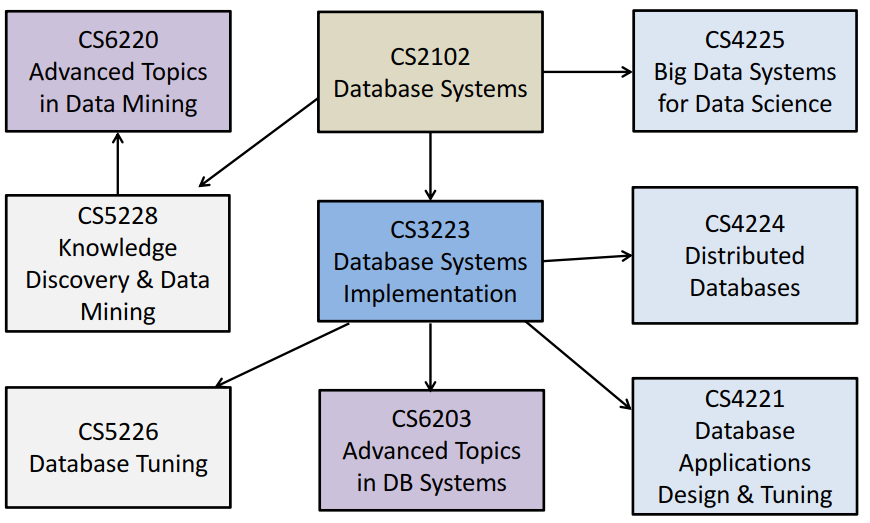 CS6220
Advanced Topics
in Data Mining
CS2102
Database Systems
CS4225
Big Data Systems
for Data Science
CS5228
Knowledge
Discovery & Data
Mining
CS3223
Database Systems
Implementation
CS4224
Distributed
Databases
CS5226
Database Tuning
CS6203
Advanced Topics
in DB Systems
CS4221
Database
Applications
Design & Tuning